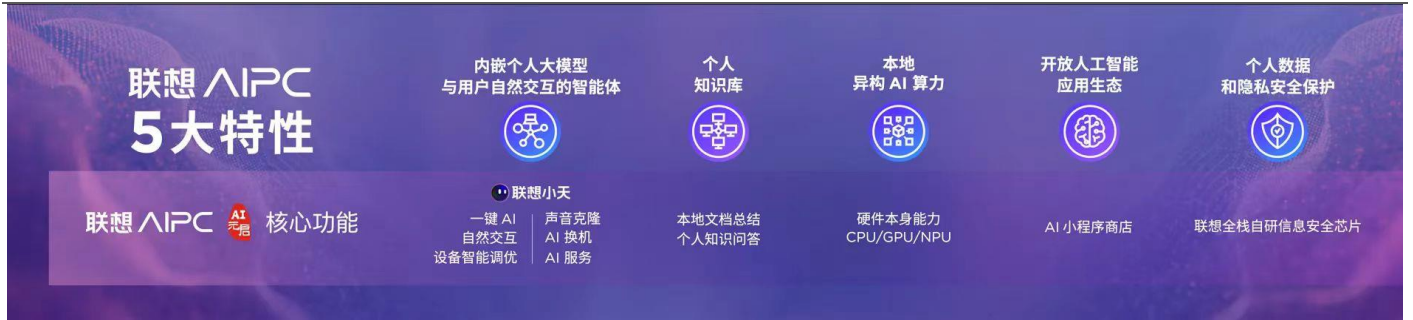 联想 AIPC
5大特性
内嵌个人大模型
与用户自然交互的智能体
个人
知识库
本地
异构 AI 算力
开放人工智能
应用生态
个人数据
和隐私安全保护
联想 AIPC AI元启 核心功能
联想小天
一键 AI
自然交互
设备智能调优
声音克隆
AI 换机
AI 服务
本地文档总结
个人知识问答
硬件本身能力
CPU/GPU/NPU
AI 小程序商店
联想全栈自研信息安全芯片